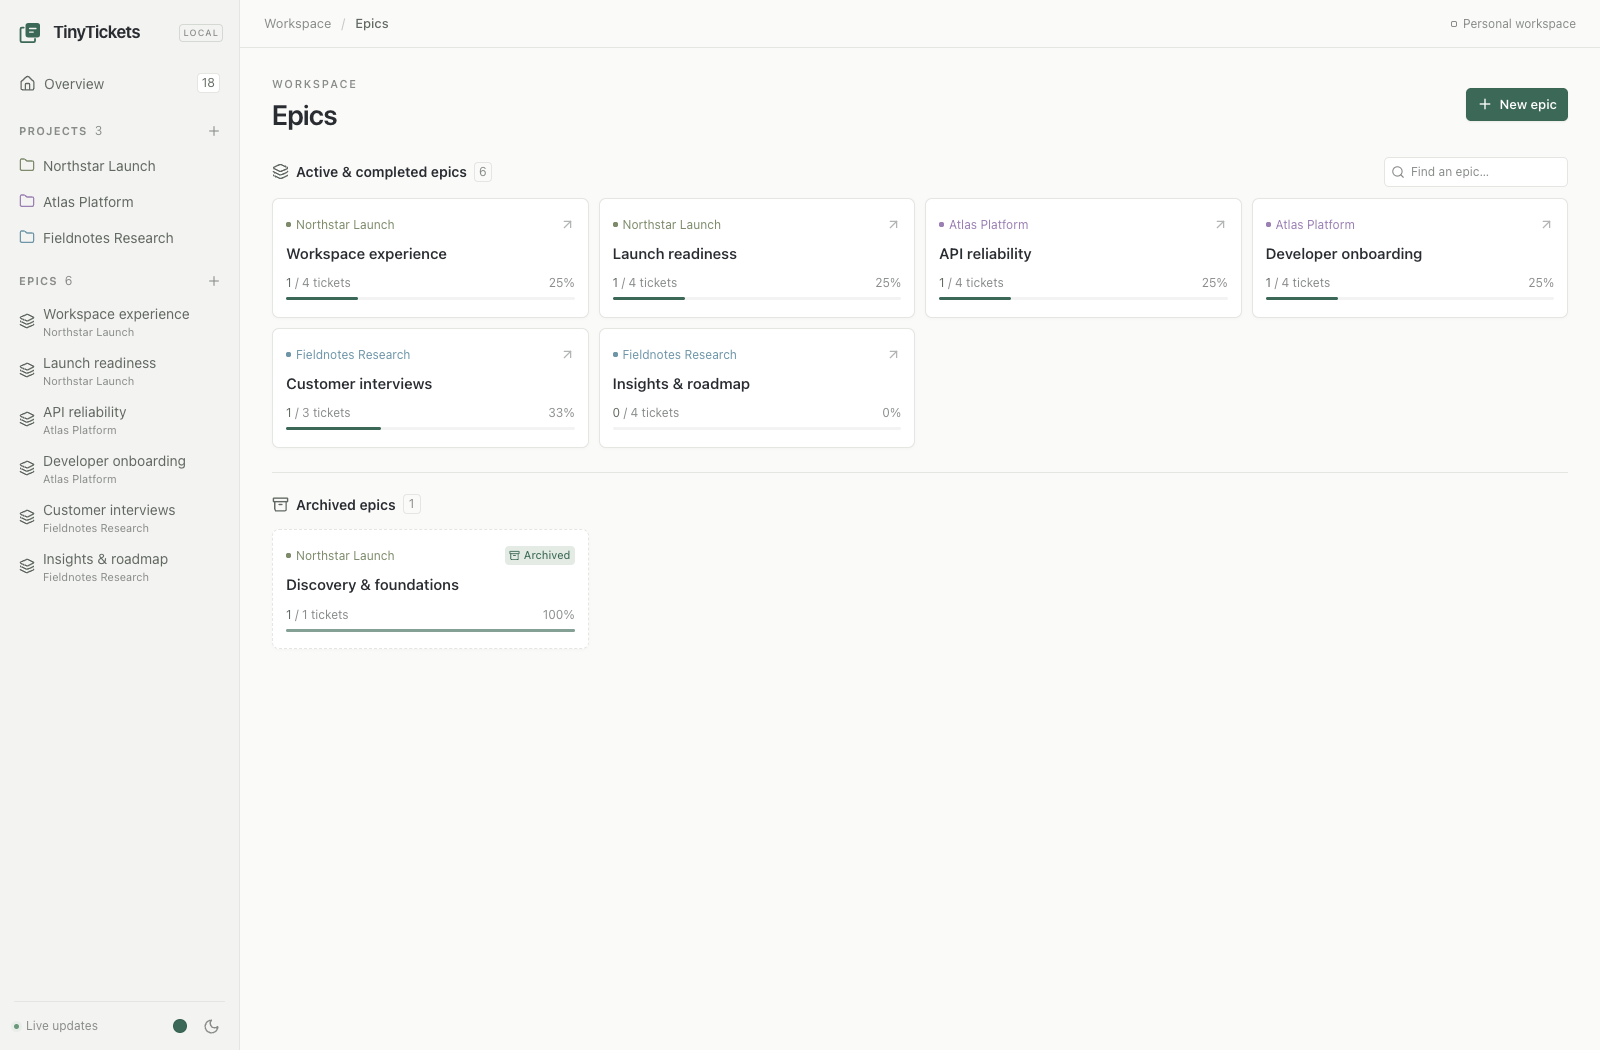 TinyTickets
LOCAL
Overview 18
PROJECTS 3
Northstar Launch
Atlas Platform
Fieldnotes Research
EPICS 6
Workspace experience
Northstar Launch
Launch readiness
Northstar Launch
API reliability
Atlas Platform
Developer onboarding
Atlas Platform
Customer interviews
Fieldnotes Research
Insights & roadmap
Fieldnotes Research
Live updates
Workspace / Epics
Personal workspace
WORKSPACE
Epics
New epic
Active & completed epics 6
Find an epic...
Northstar Launch
Workspace experience
1 / 4 tickets 25%
Northstar Launch
Launch readiness
1 / 4 tickets 25%
Atlas Platform
API reliability
1 / 4 tickets 25%
Atlas Platform
Developer onboarding
1 / 4 tickets 25%
Fieldnotes Research
Customer interviews
1 / 3 tickets 33%
Fieldnotes Research
Insights & roadmap
0 / 4 tickets 0%
Archived epics 1
Northstar Launch Archived
Discovery & foundations
1 / 1 tickets 100%